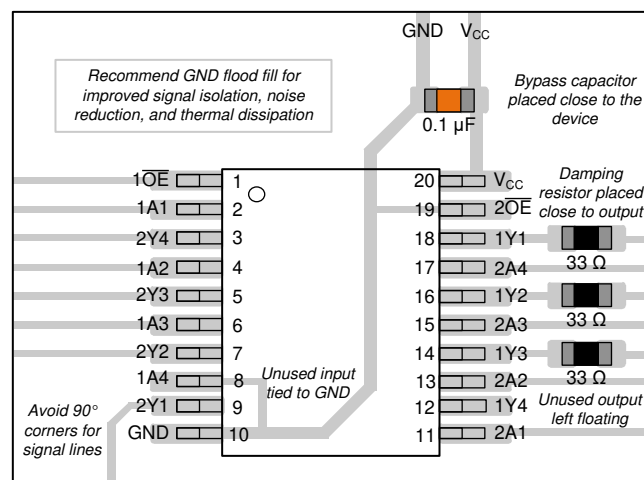 GND VCC
Recommend GND flood fill for
improved signal isolation, noise
reduction, and thermal dissipation
Bypass capacitor
placed close to the
device
0.1 µF
1O̅E̅ 1 20 VCC
Damping
resistor placed
close to output
1A1 2 19 2O̅E̅
2Y4 3 18 1Y1
33 Ω
1A2 4 17 2A4
2Y3 5 16 1Y2
33 Ω
1A3 6 15 2A3
2Y2 7 14 1Y3
33 Ω
1A4 8 13 2A2
Unused input
tied to GND
2Y1 9 12 1Y4
Unused output
left floating
GND 10 11 2A1
Avoid 90°
corners for
signal lines